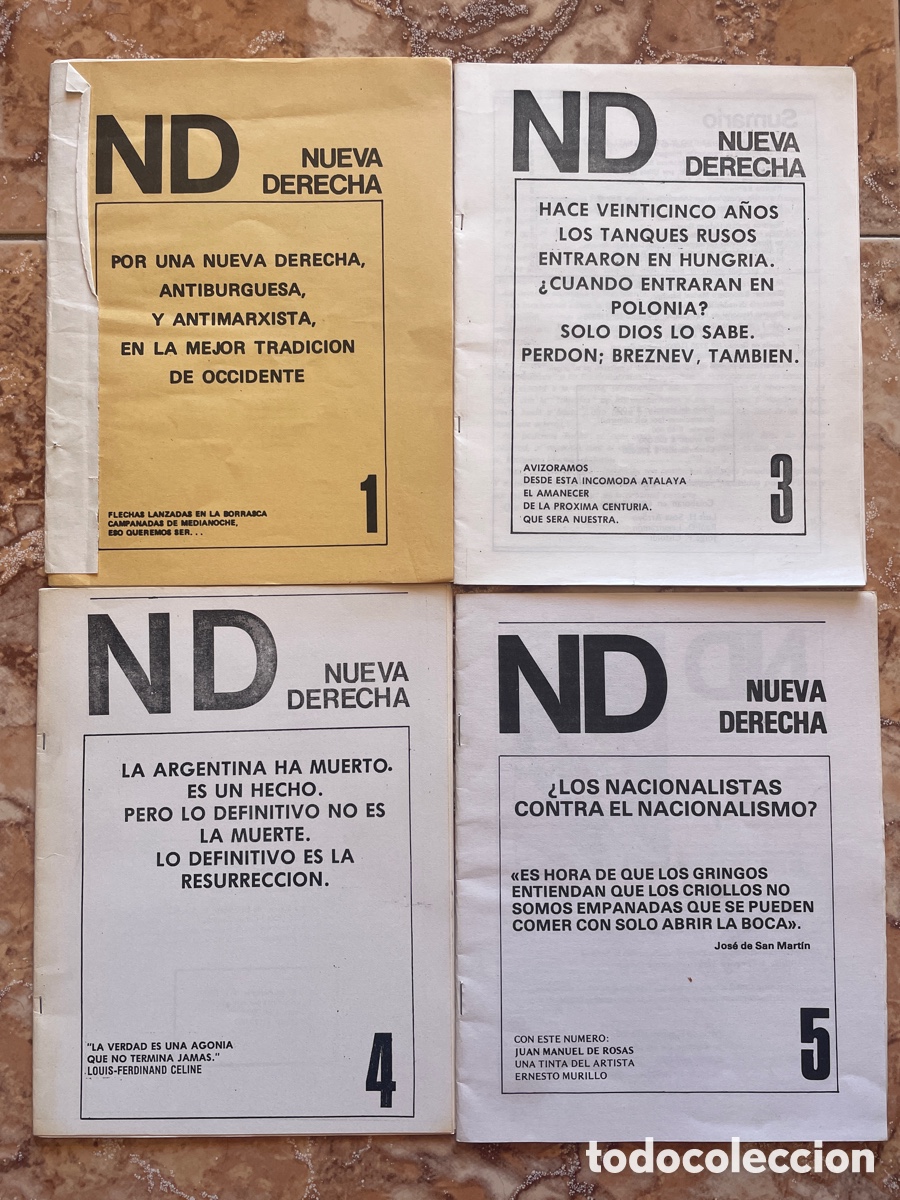 ND
NUEVA
DERECHA
POR UNA NUEVA DERECHA,
ANTIBURGUESA,
Y ANTIMARXISTA,
EN LA MEJOR TRADICION
DE OCCIDENTE
1
FLECHAS LANZADAS EN LA BORRASCA
CAMPANADAS DE MEDIANOCHE,
ESO QUEREMOS SER...
ND
NUEVA
DERECHA
HACE VEINTICINCO AÑOS
LOS TANQUES RUSOS
ENTRARON EN HUNGRIA.
¿CUANDO ENTRARAN EN
POLONIA?
SOLO DIOS LO SABE.
PERDON; BREZNEV, TAMBIEN.
AVIZORAMOS
DESDE ESTA INCOMODA ATALAYA
EL AMANECER
DE LA PROXIMA CENTURIA.
QUE SERA NUESTRA.
3
Sumario
ND
NUEVA
DERECHA
LA ARGENTINA HA MUERTO.
ES UN HECHO.
PERO LO DEFINITIVO NO ES
LA MUERTE.
LO DEFINITIVO ES LA
RESURRECCION.
"LA VERDAD ES UNA AGONIA
QUE NO TERMINA JAMAS."
LOUIS-FERDINAND CELINE
4
ND
NUEVA
DERECHA
¿LOS NACIONALISTAS
CONTRA EL NACIONALISMO?
«ES HORA DE QUE LOS GRINGOS
ENTIENDAN QUE LOS CRIOLLOS NO
SOMOS EMPANADAS QUE SE PUEDEN
COMER CON SOLO ABRIR LA BOCA».
José de San Martín
CON ESTE NUMERO:
JUAN MANUEL DE ROSAS
UNA TINTA DEL ARTISTA
ERNESTO MURILLO
5
todocoleccion